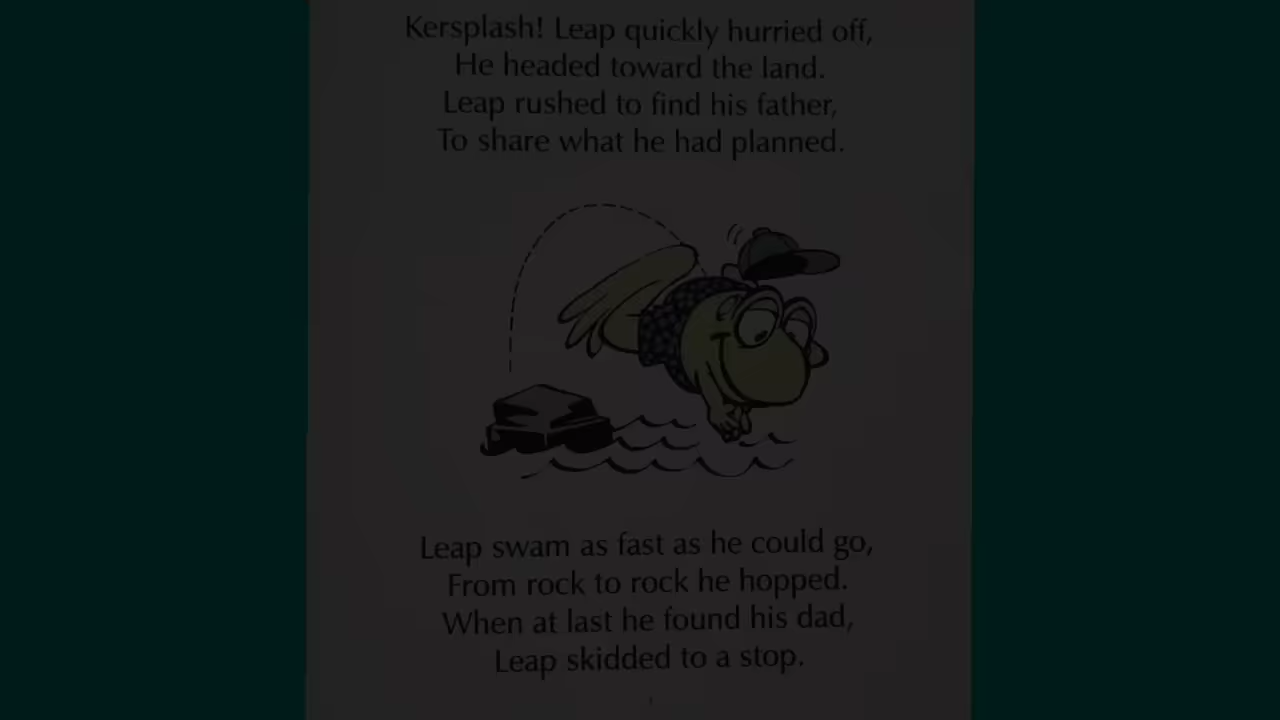 Kersplash! Leap quickly hurried off,
He headed toward the land.
Leap rushed to find his father,
To share what he had planned.
Leap swam as fast as he could go,
From rock to rock he hopped.
When at last he found his dad,
Leap skidded to a stop.